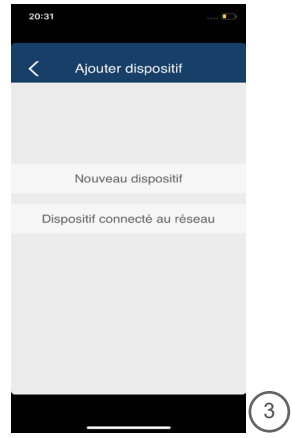 20:31
Ajouter dispositif
Nouveau dispositif
Dispositif connecté au réseau
3